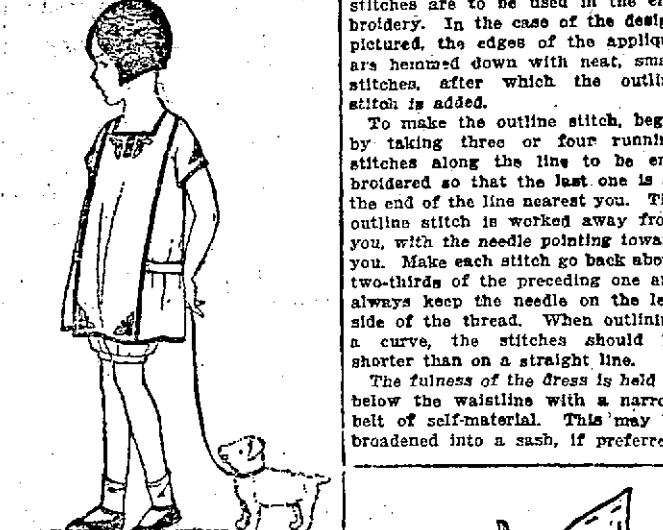 stitches are to be used in the em
broidery. In the case of the desig
pictured, the edges of the appliqu
are hemmed down with neat, sma
stitches, after which the outlin
stitch is added.
To make the outline stitch, beg
by taking three or four runnin
stitches along the line to be em
broidered so that the last one is a
the end of the line nearest you. Th
outline stitch is worked away fro
you, with the needle pointing towar
you. Make each stitch go back abou
two-thirds of the preceding one an
always keep the needle on the le
side of the thread. When outlinin
a curve, the stitches should
shorter than on a straight line.
The fulness of the dress is held
below the waistline with a narro
belt of self-material. This may
broadened into a sash, if preferre